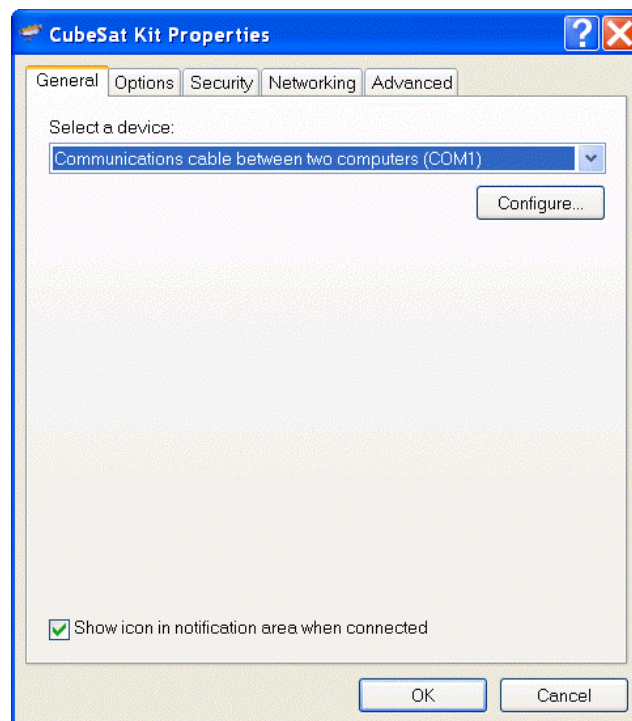 CubeSat Kit Properties
General Options Security Networking Advanced
Select a device:
Communications cable between two computers (COM1)
Configure...
Show icon in notification area when connected
OK Cancel